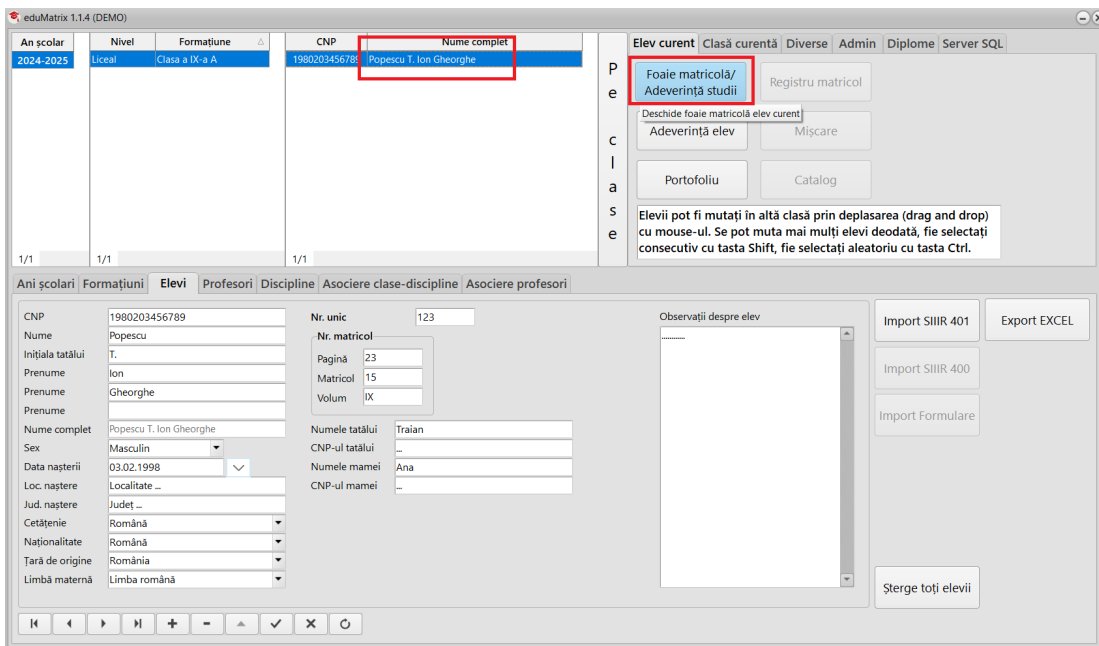 eduMatrix 1.1.4 (DEMO)
An școlar
2024-2025
1/1
Nivel Formațiune
Liceal Clasa a IX-a A
1/1
CNP Nume complet
1980203456789 Popescu T. Ion Gheorghe
1/1
Pe clase
Elev curent Clasă curentă Diverse Admin Diplome Server SQL
Foaie matricolă/
Adeverință studii
Registru matricol
Deschide foaie matricolă elev curent
Adeverință elev
Mișcare
Portofoliu
Catalog
Elevii pot fi mutați în altă clasă prin deplasarea (drag and drop)
cu mouse-ul. Se pot muta mai mulți elevi deodată, fie selectați
consecutiv cu tasta Shift, fie selectați aleatoriu cu tasta Ctrl.
Ani școlari Formațiuni Elevi Profesori Discipline Asociere clase-discipline Asociere profesori
CNP 1980203456789
Nume Popescu
Inițiala tatălui T.
Prenume Ion
Prenume Gheorghe
Prenume
Nume complet Popescu T. Ion Gheorghe
Sex Masculin
Data nașterii 03.02.1998
Loc. naștere Localitate ...
Jud. naștere Județ ...
Cetățenie Română
Naționalitate Română
Țară de origine România
Limbă maternă Limba română
Nr. unic 123
Nr. matricol
Pagină 23
Matricol 15
Volum IX
Numele tatălui Traian
CNP-ul tatălui ...
Numele mamei Ana
CNP-ul mamei ...
Observații despre elev
............
Import SIIIR 401
Export EXCEL
Import SIIIR 400
Import Formulare
Șterge toți elevii